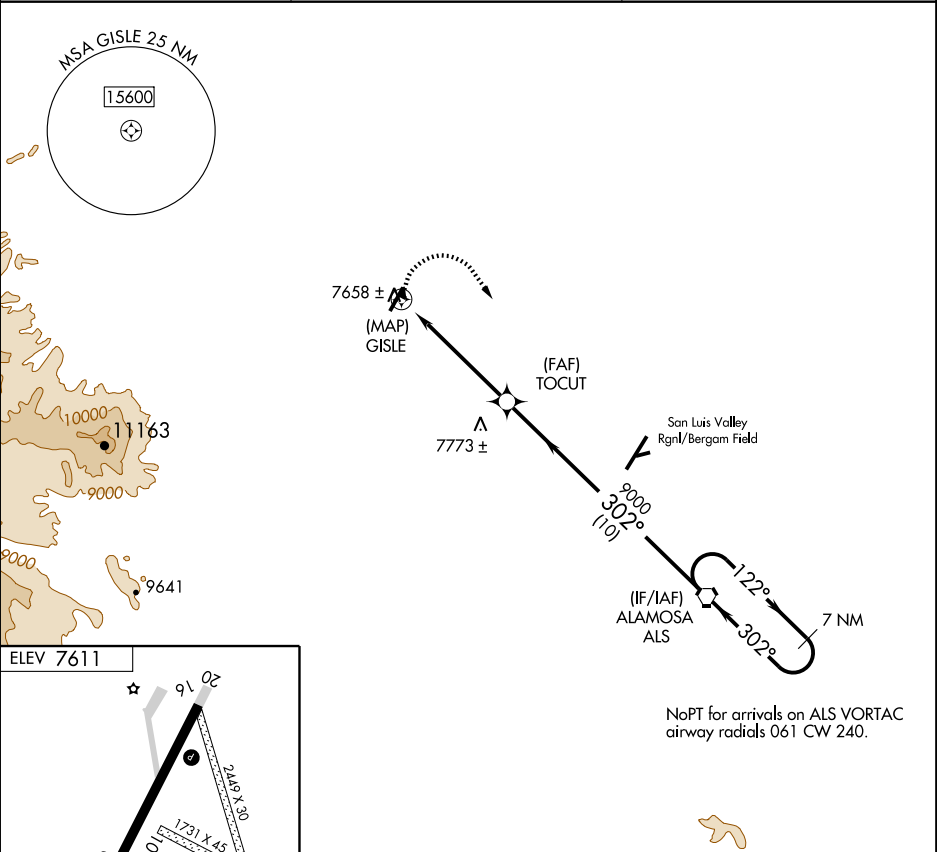 MSA GISLE 25 NM
15600
7658 ±
(MAP)
GISLE
(FAF)
TOCUT
7773 ±
San Luis Valley
Rgnl/Bergam Field
10000
11163
9000
9000
302°
(10)
9000
9641
122°
(IF/IAF)
ALAMOSA
ALS
7 NM
302°
ELEV 7611
16
20
NoPT for arrivals on ALS VORTAC
airway radials 061 CW 240.
P
2449 X 30
1731 X 45
10